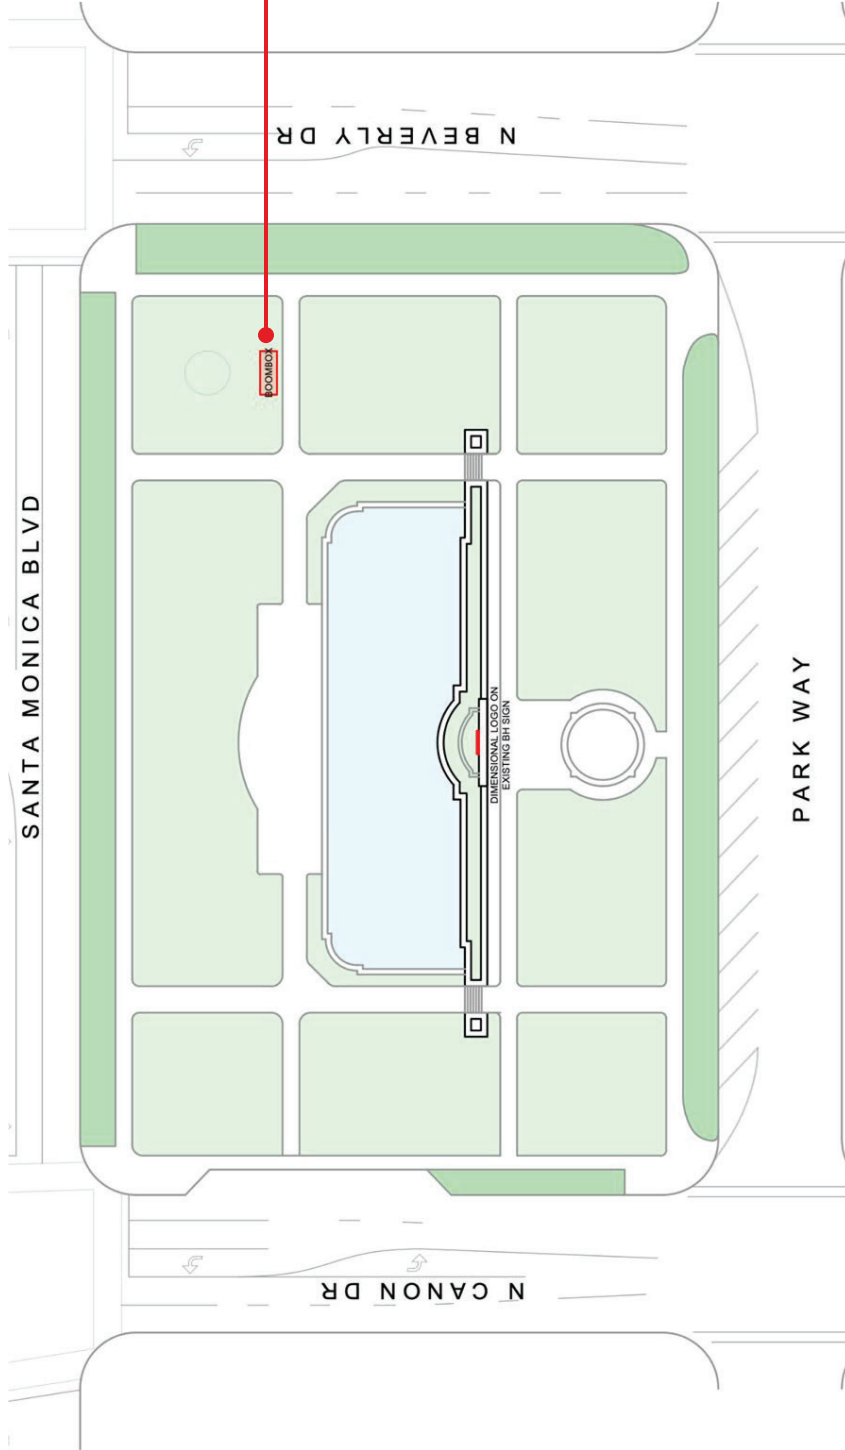 N BEVERLY DR
BOOMBOX
SANTA MONICA BLVD
DIMENSIONAL LOGO ON
EXISTING BH SIGN
PARK WAY
N CANON DR